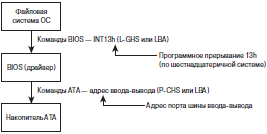 Файловая
система ОС
Команды BIOS — INT13h (L-GHS или LBA)
Программное прерывание 13h
(по шестнадцатеричной системе)
BIOS (драйвер)
Команды ATA — адрес ввода-вывода (P-CHS или LBA)
Адрес порта шины ввода-вывода
Накопитель ATA